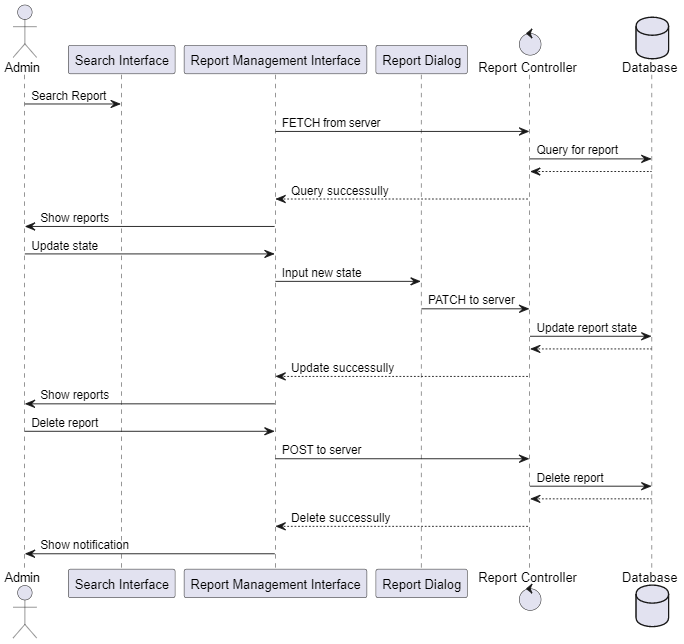 Admin
Search Interface
Report Management Interface
Report Dialog
Report Controller
Database
Search Report
FETCH from server
Query for report
Query successully
Show reports
Update state
Input new state
PATCH to server
Update report state
Update successully
Show reports
Delete report
POST to server
Delete report
Delete successully
Show notification
Admin
Search Interface
Report Management Interface
Report Dialog
Report Controller
Database